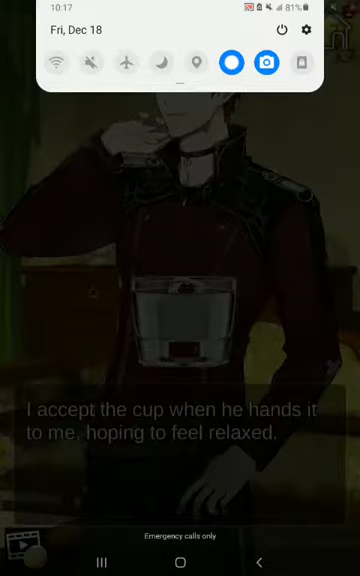 10:17
81%
Fri, Dec 18
I accept the cup when he hands it
to me, hoping to feel relaxed.
Emergency calls only